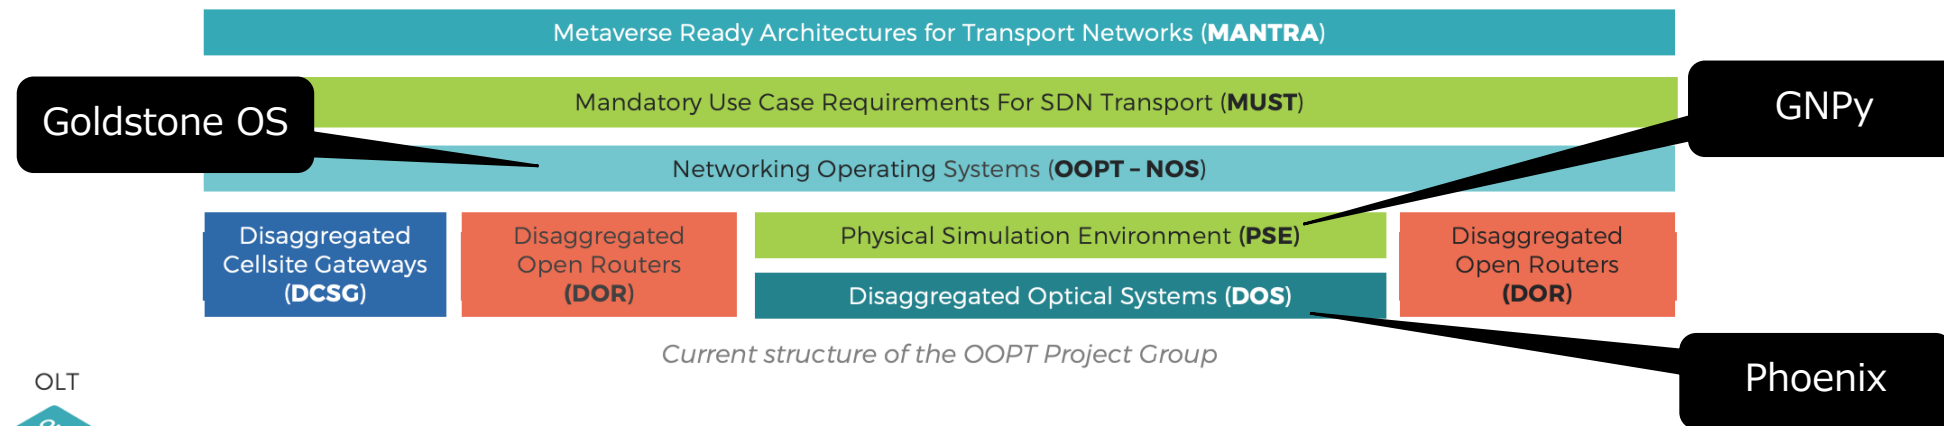 Metaverse Ready Architectures for Transport Networks (MANTRA)
Mandatory Use Case Requirements For SDN Transport (MUST)
Goldstone OS
GNPy
Networking Operating Systems (OOPT – NOS)
Disaggregated
Cellsite Gateways
(DCSG)
Disaggregated
Open Routers
(DOR)
Physical Simulation Environment (PSE)
Disaggregated Optical Systems (DOS)
Disaggregated
Open Routers
(DOR)
Current structure of the OOPT Project Group
Phoenix
OLT